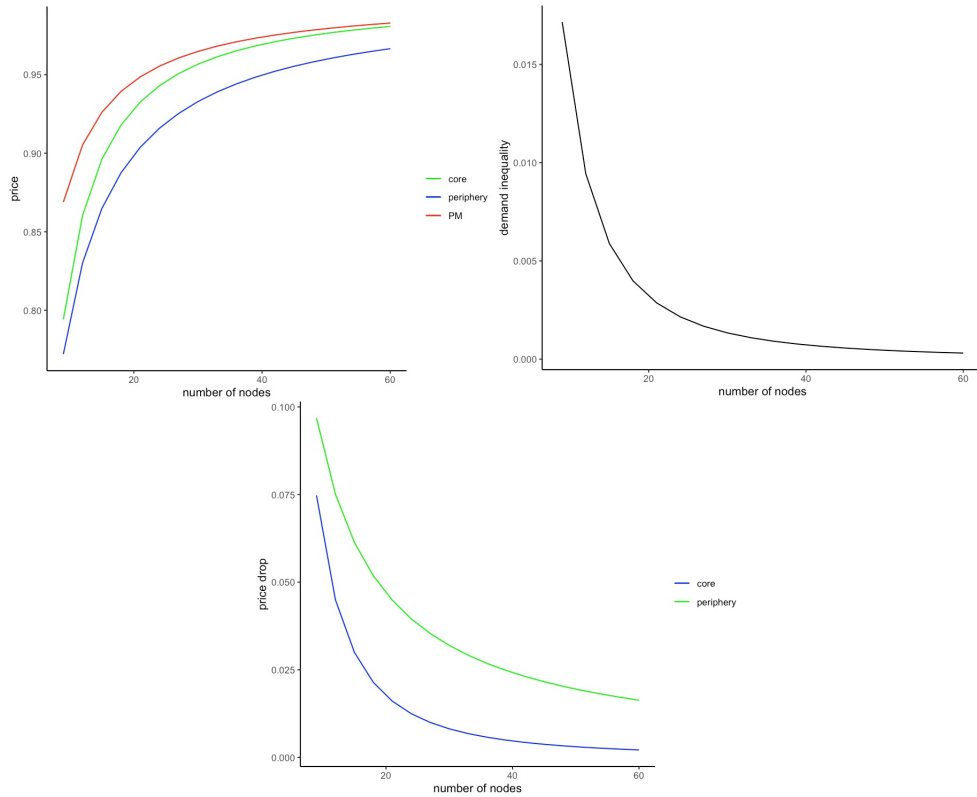 price
0.95
0.90
0.85
0.80
20
40
60
number of nodes
core
periphery
PM
demand inequality
0.015
0.010
0.005
0.000
20
40
60
number of nodes
price drop
0.100
0.075
0.050
0.025
0.000
20
40
60
number of nodes
core
periphery